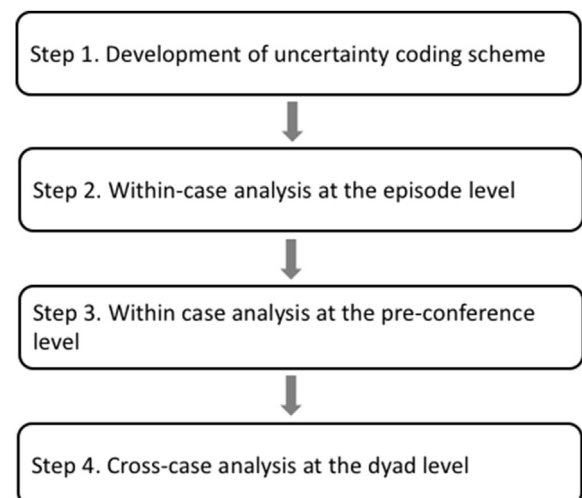 Step 1. Development of uncertainty coding scheme
Step 2. Within-case analysis at the episode level
Step 3. Within case analysis at the pre-conference
level
Step 4. Cross-case analysis at the dyad level